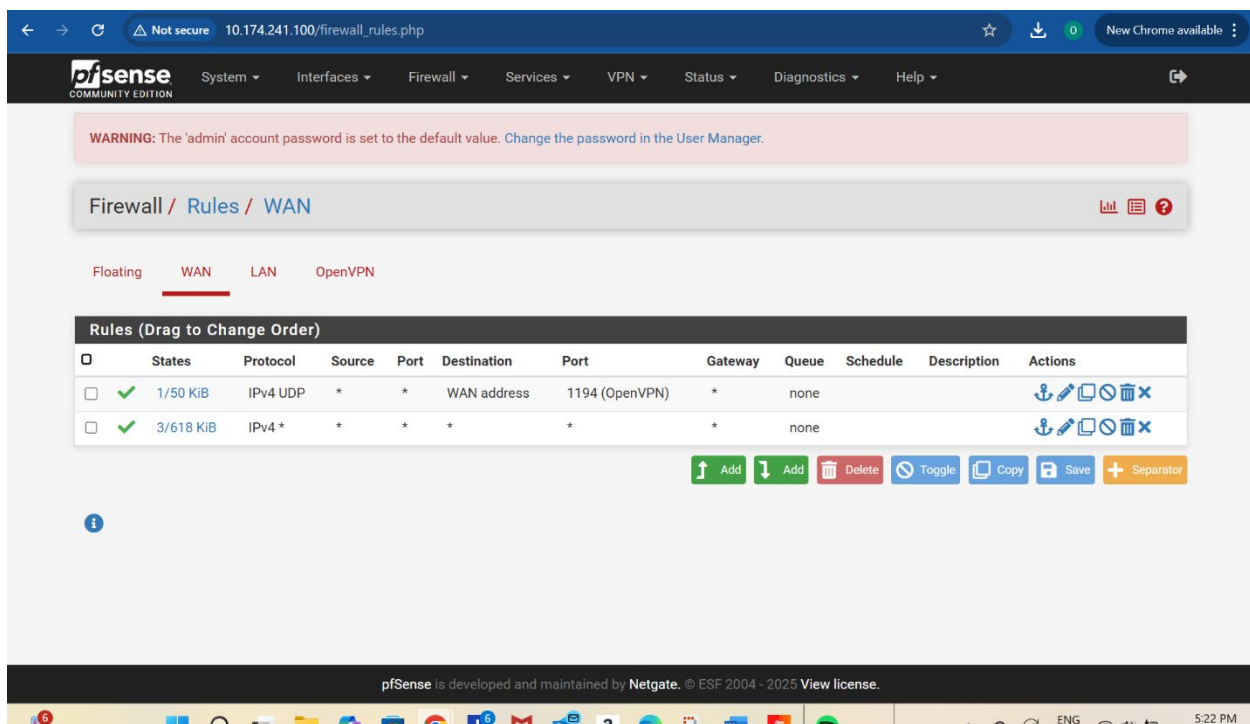 Not secure 10.174.241.100/firewall_rules.php 0 New Chrome available
pfsense System Interfaces Firewall Services VPN Status Diagnostics Help
COMMUNITY EDITION
WARNING: The 'admin' account password is set to the default value. Change the password in the User Manager.
Firewall / Rules / WAN
Floating WAN LAN OpenVPN
Rules (Drag to Change Order)
States Protocol Source Port Destination Port Gateway Queue Schedule Description Actions
1/50 KiB IPv4 UDP * * WAN address 1194 (OpenVPN) * none
3/618 KiB IPv4 * * * * * * none
Add Add Delete Toggle Copy Save Separator
pfSense is developed and maintained by Netgate. © ESF 2004 - 2025 View license.
6 6 a ENG 5:22 PM